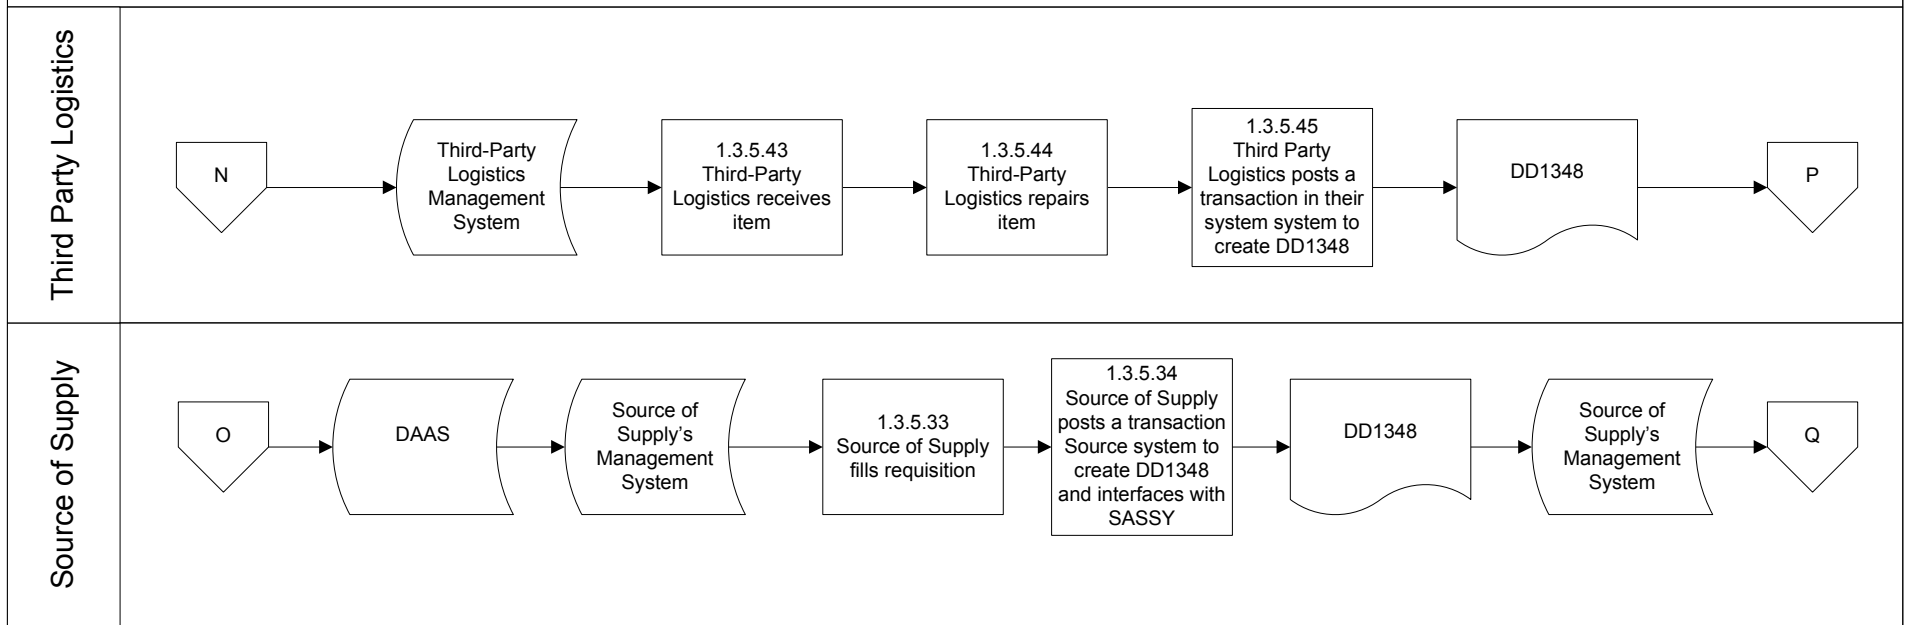 Third Party Logistics
N
Third-Party
Logistics
Management
System
1.3.5.43
Third-Party
Logistics receives
item
1.3.5.44
Third-Party
Logistics repairs
item
1.3.5.45
Third Party
Logistics posts a
transaction in their
system system to
create DD1348
DD1348
P
Source of Supply
O
DAAS
Source of
Supply's
Management
System
1.3.5.33
Source of Supply
fills requisition
1.3.5.34
Source of Supply
posts a transaction
Source system to
create DD1348
and interfaces with
SASSY
DD1348
Source of
Supply's
Management
System
Q